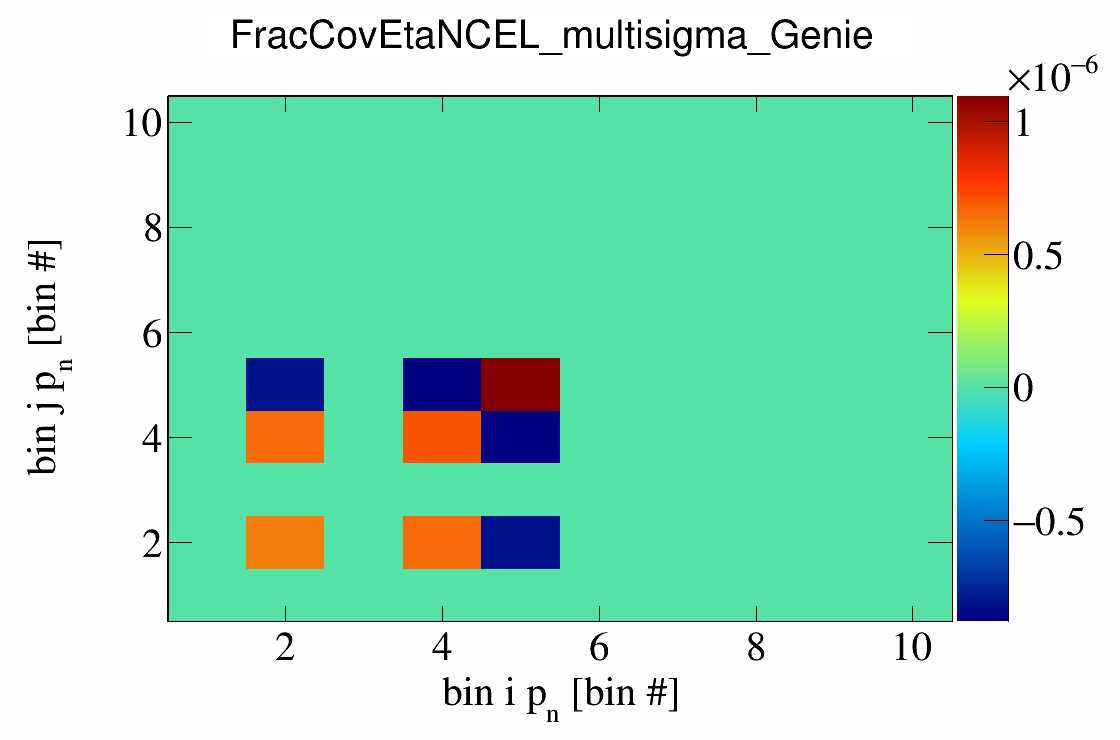 FracCovEtaNCEL_multisigma_Genie
×10⁻⁶
10
8
6
4
2
2 4 6 8 10
1
0.5
0
−0.5
bin j pₙ [bin #]
bin i pₙ [bin #]